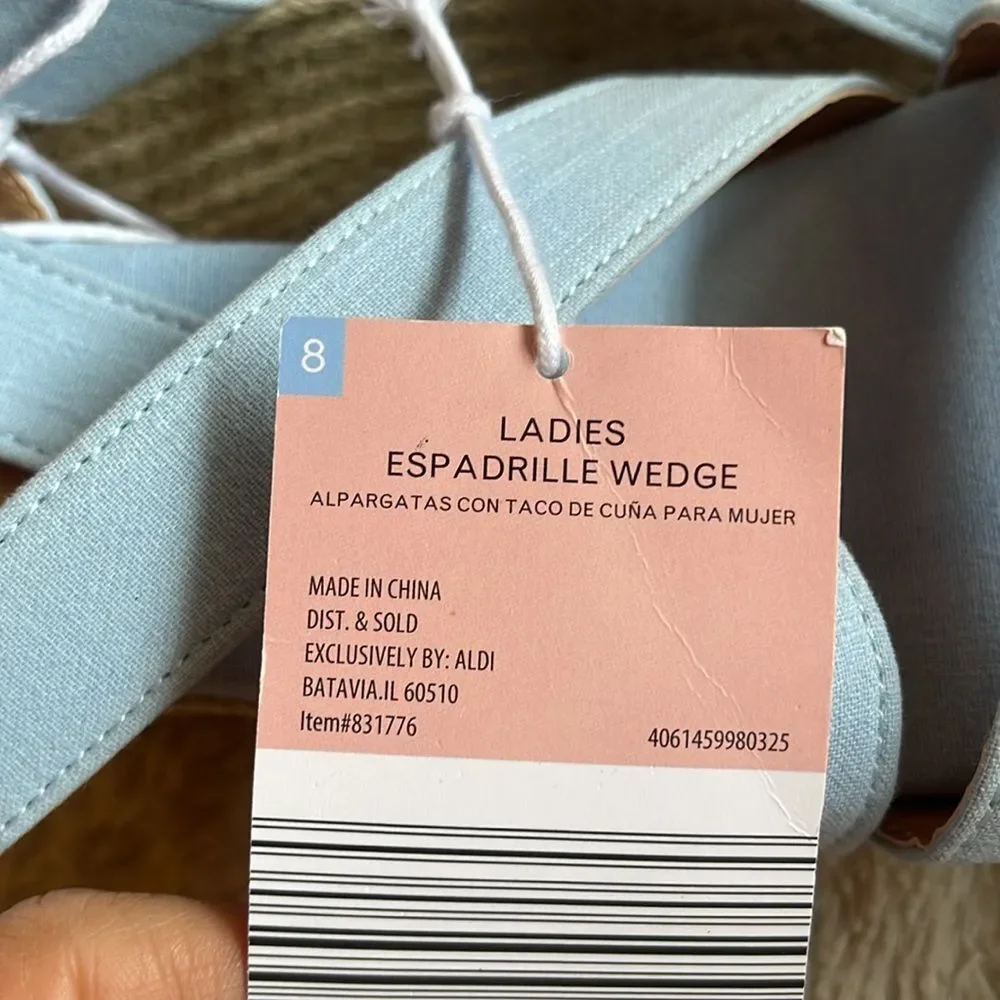 8
LADIES
ESPADRILLE WEDGE
ALPARGATAS CON TACO DE CUÑA PARA MUJER
MADE IN CHINA
DIST. & SOLD
EXCLUSIVELY BY: ALDI
BATAVIA.IL 60510
Item#831776
4061459980325